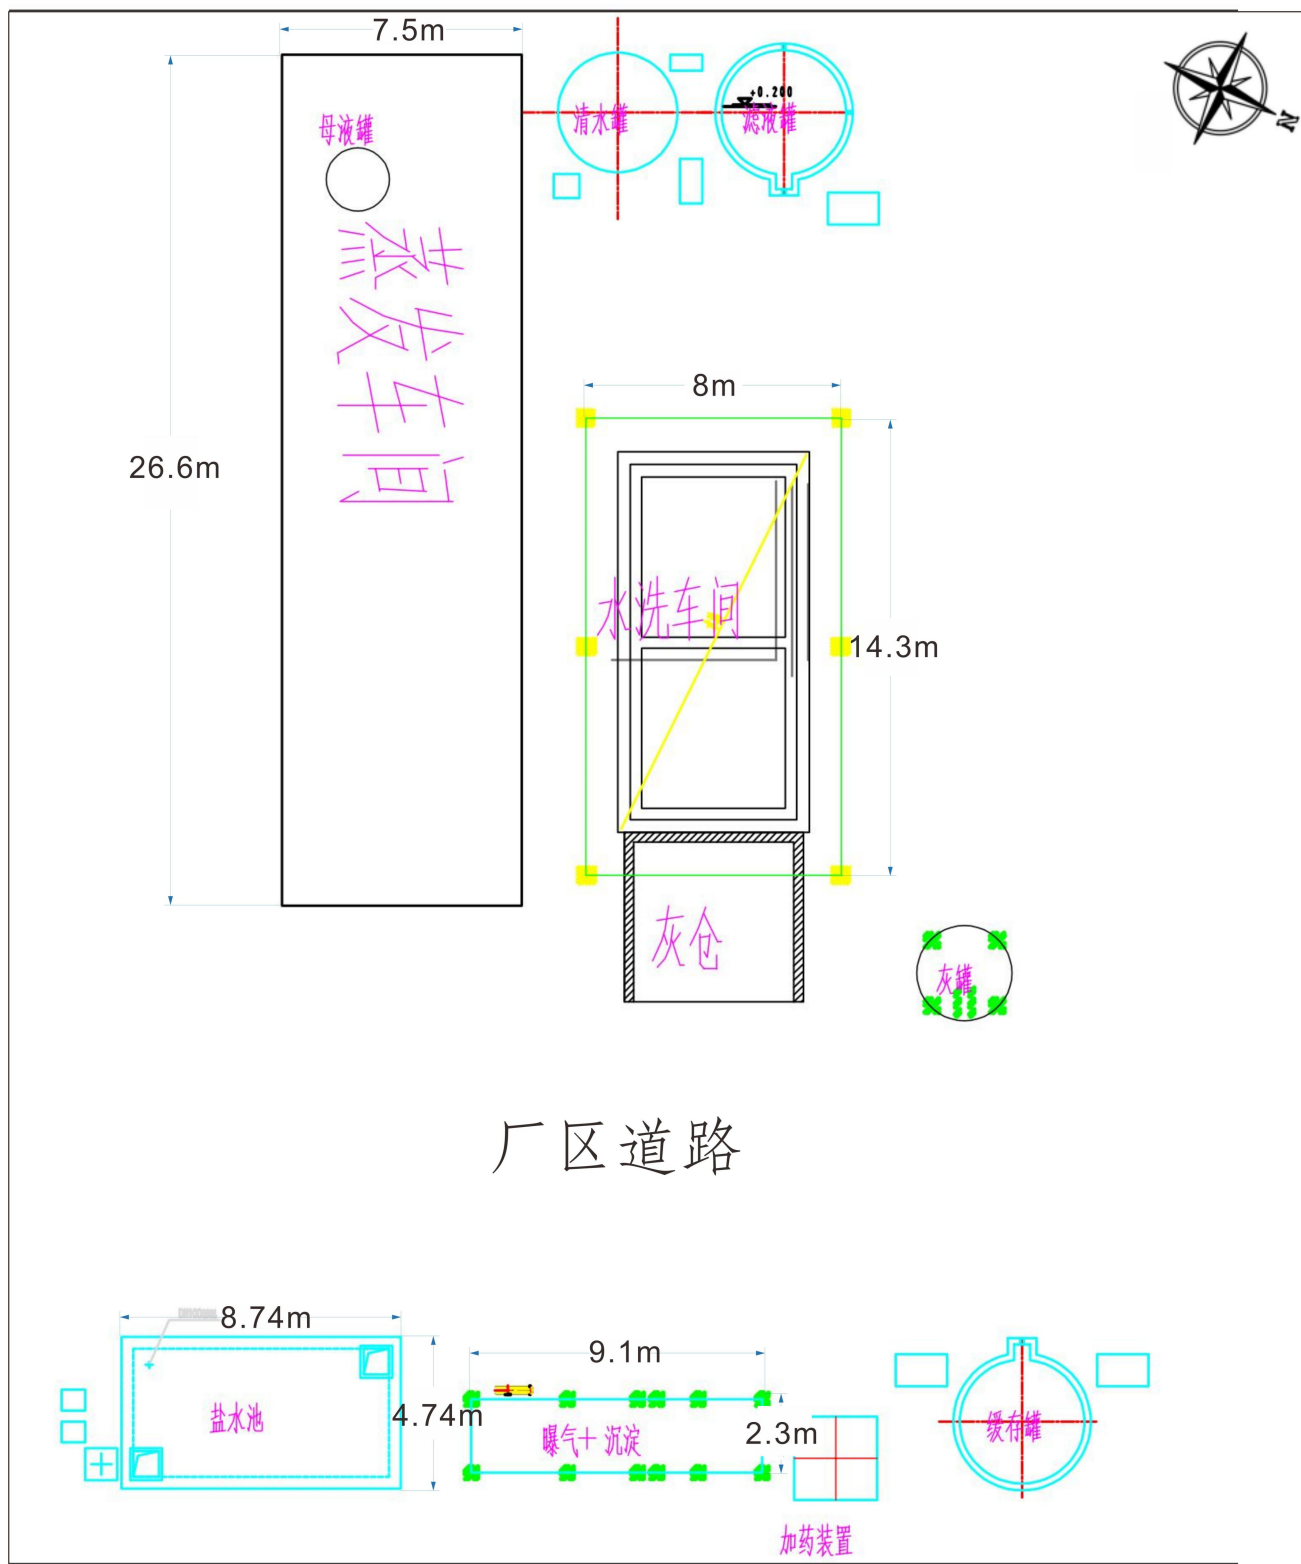 7.5m
N
+0.200
清水罐
滤液罐
母液罐
蒸发车间
8m
26.6m
水洗车间
14.3m
灰仓
灰罐
厂区道路
8.74m
9.1m
盐水池
4.74m
曝气+沉淀
2.3m
缓存罐
加药装置